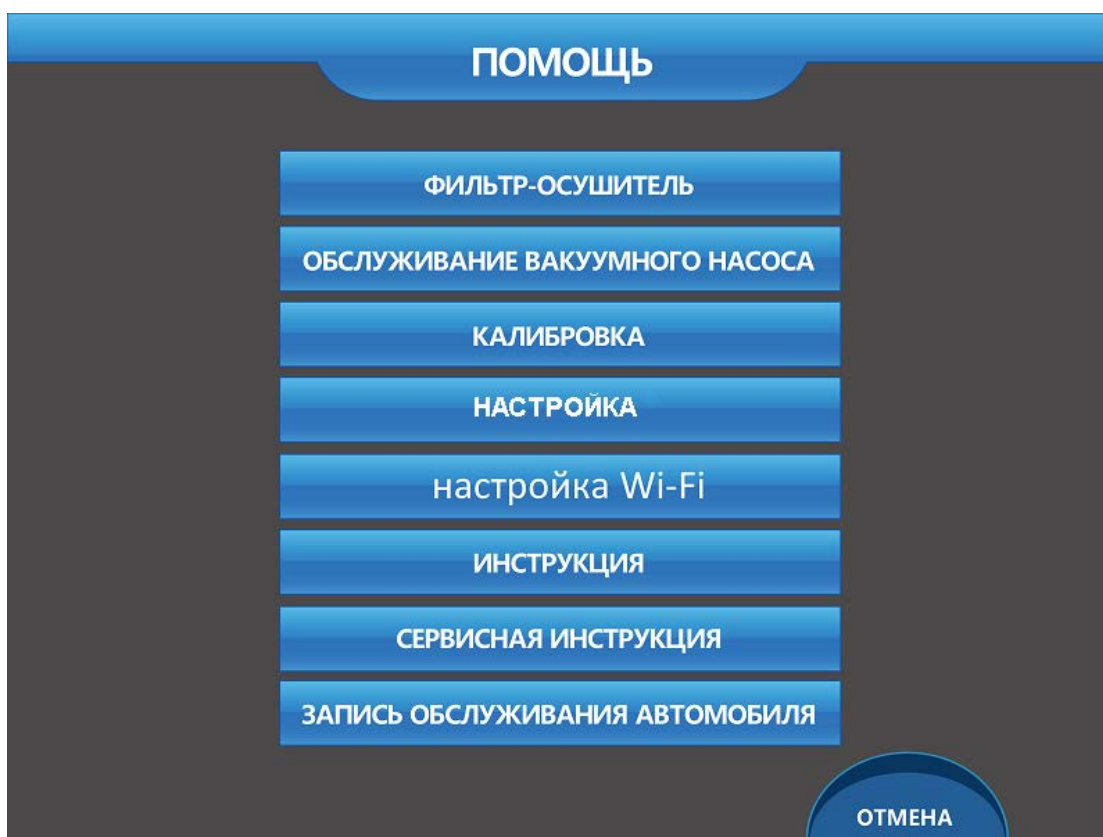 ПОМОЩЬ
ФИЛЬТР-ОСУШИТЕЛЬ
ОБСЛУЖИВАНИЕ ВАКУУМНОГО НАСОСА
КАЛИБРОВКА
НАСТРОЙКА
настройка Wi-Fi
ИНСТРУКЦИЯ
СЕРВИСНАЯ ИНСТРУКЦИЯ
ЗАПИСЬ ОБСЛУЖИВАНИЯ АВТОМОБИЛЯ
ОТМЕНА